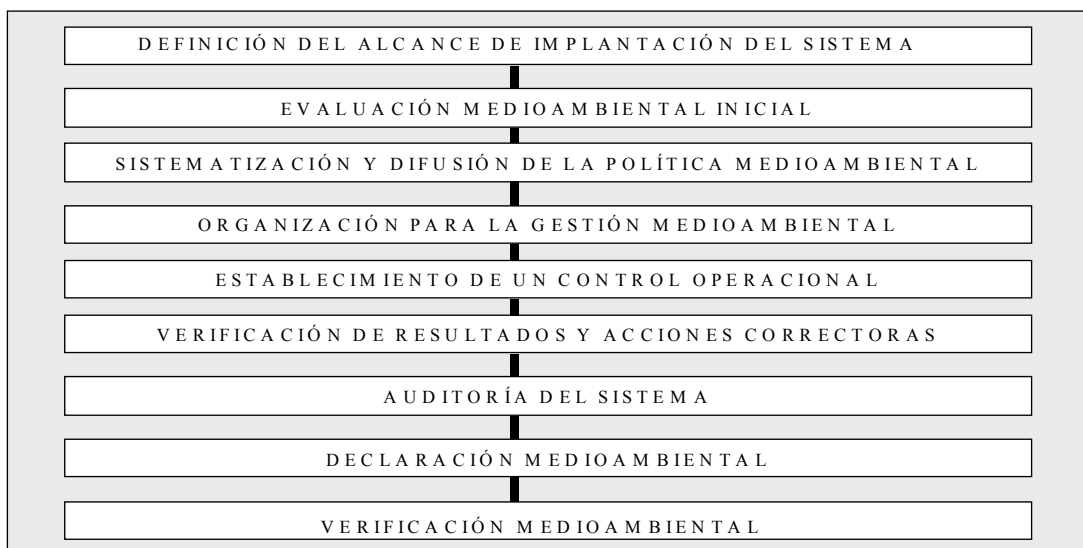 DEFINICIÓN DEL ALCANCE DE IMPLANTACIÓN DEL SISTEMA
EVALUACIÓN MEDIOAMBIENTAL INICIAL
SISTEMATIZACIÓN Y DIFUSIÓN DE LA POLÍTICA MEDIOAMBIENTAL
ORGANIZACIÓN PARA LA GESTIÓN MEDIOAMBIENTAL
ESTABLECIMIENTO DE UN CONTROL OPERACIONAL
VERIFICACIÓN DE RESULTADOS Y ACCIONES CORRECTORAS
AUDITORÍA DEL SISTEMA
DECLARACIÓN MEDIOAMBIENTAL
VERIFICACIÓN MEDIOAMBIENTAL